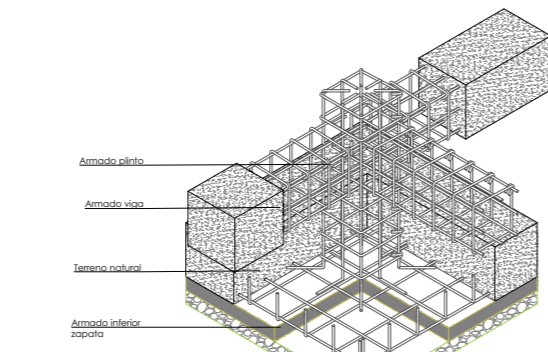 Armado plinto
Armado viga
Terreno natural
Armado inferior
zapata